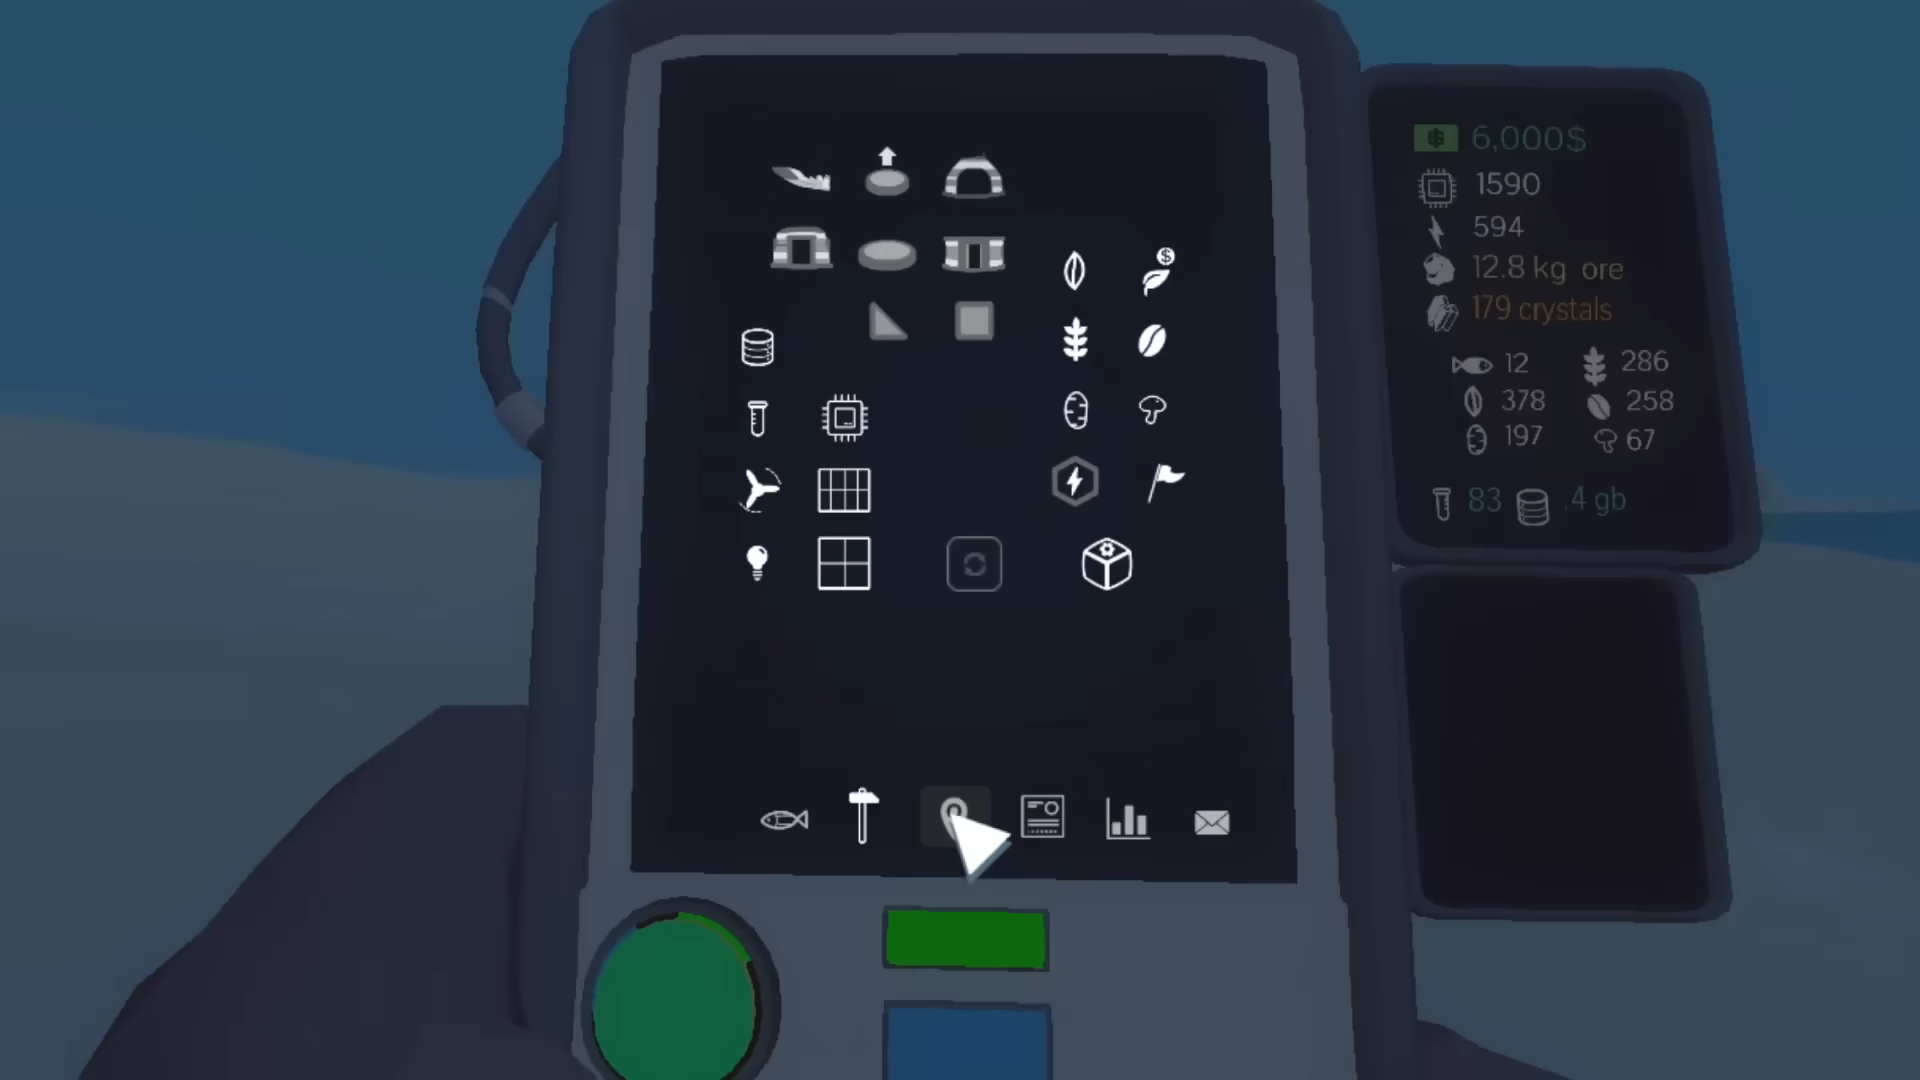 6,000$
1590
594
12.8 kg ore
179 crystals
12 286
378 258
197 67
83 .4 gb